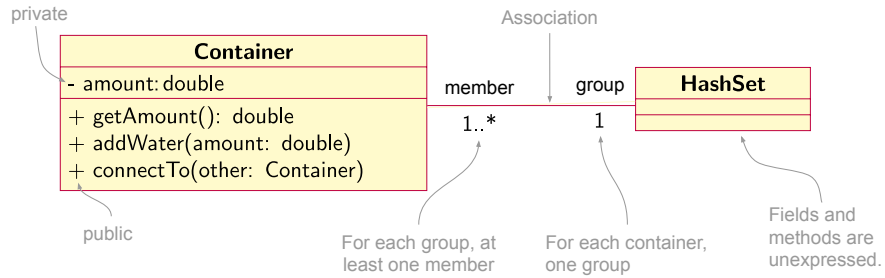 private
Association
Container
- amount: double
+ getAmount(): double
+ addWater(amount: double)
+ connectTo(other: Container)
member
group
1..*
1
HashSet
public
For each group, at
least one member
For each container,
one group
Fields and
methods are
unexpressed.